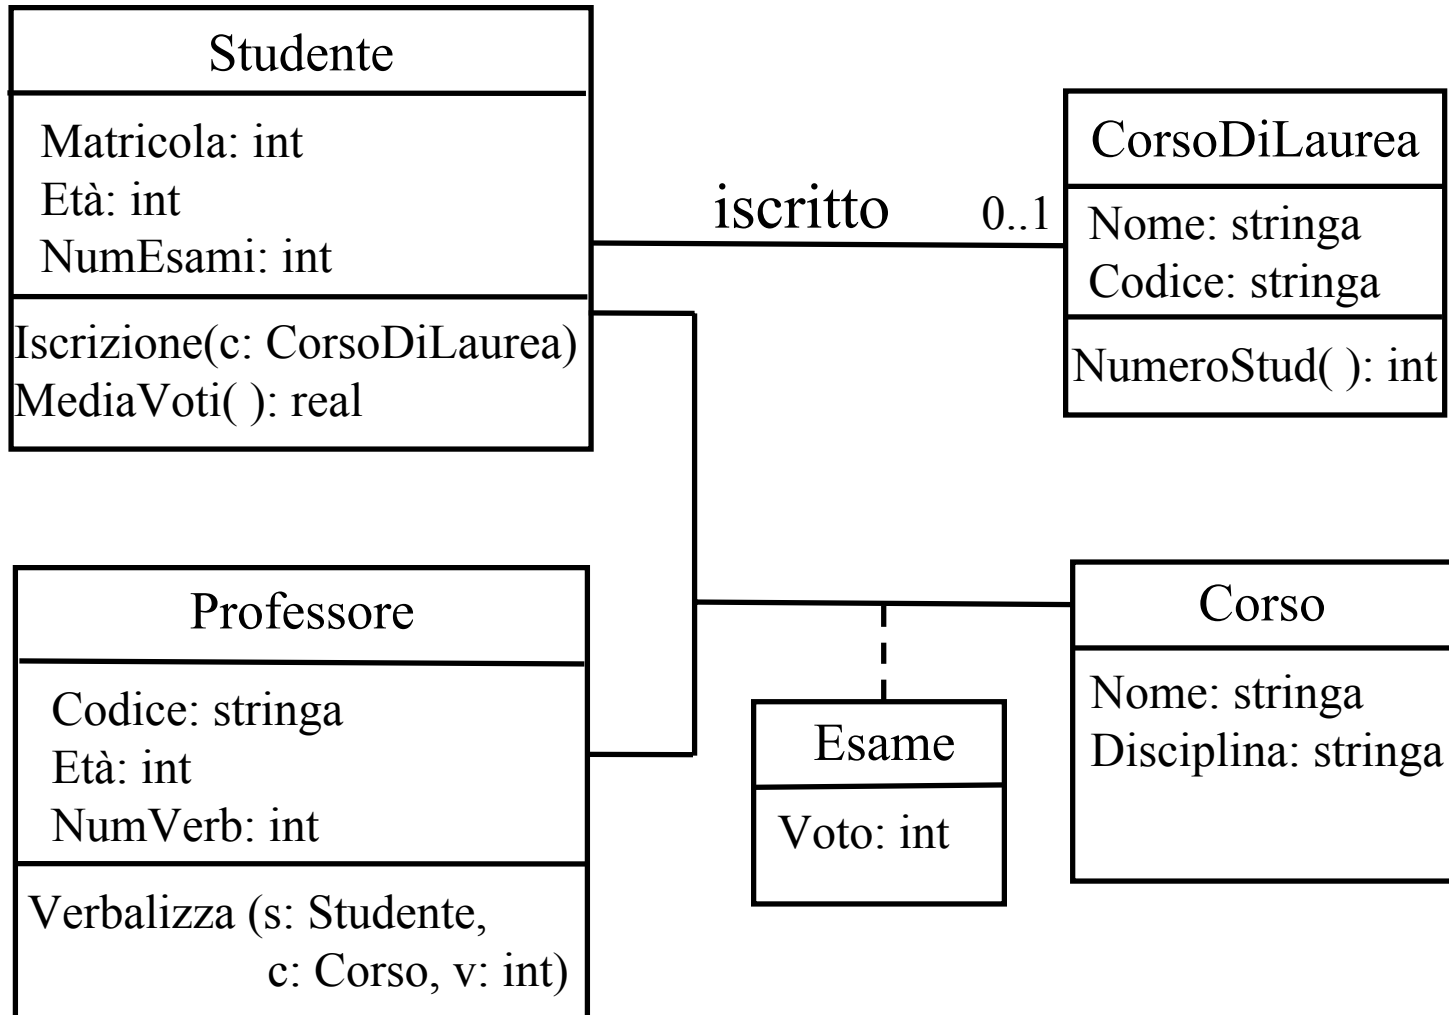 Studente
Matricola: int
Età: int
NumEsami: int
Iscrizione(c: CorsoDiLaurea)
MediaVoti( ): real
iscritto
0..1
CorsoDiLaurea
Nome: stringa
Codice: stringa
NumeroStud( ): int
Professore
Codice: stringa
Età: int
NumVerb: int
Verbalizza (s: Studente,
c: Corso, v: int)
Esame
Voto: int
Corso
Nome: stringa
Disciplina: stringa